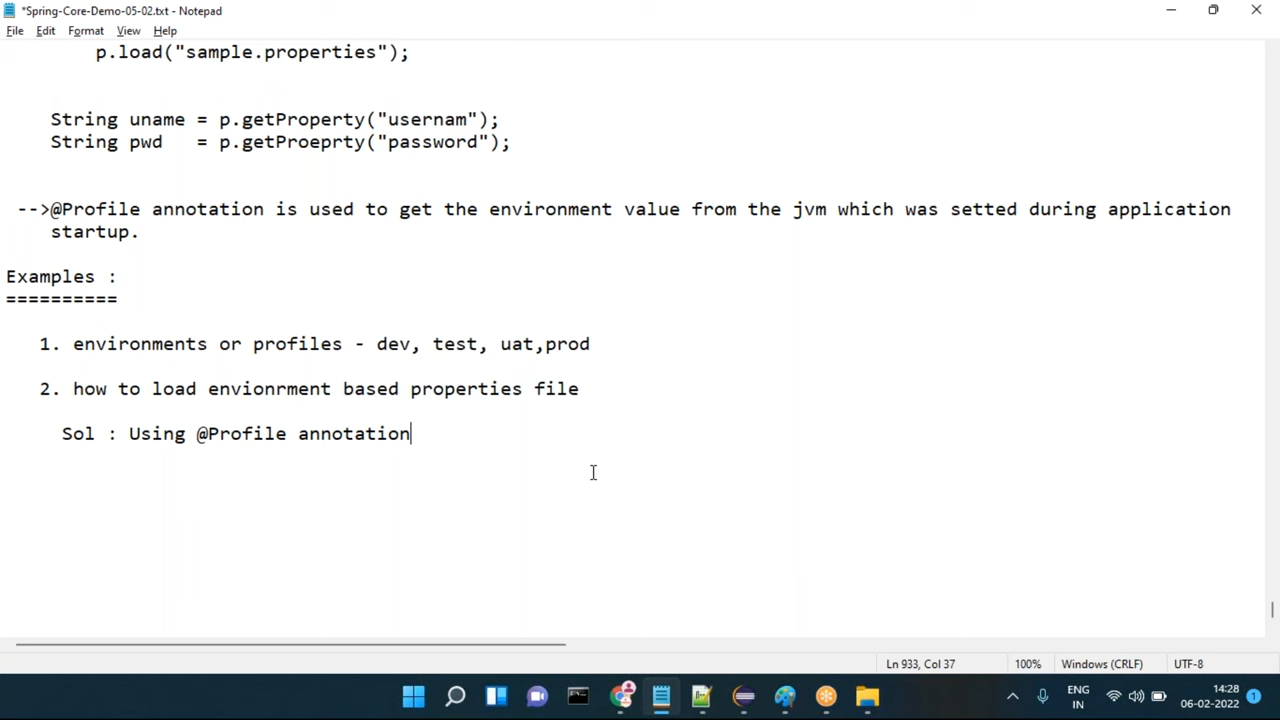 *Spring-Core-Demo-05-02.txt - Notepad
File Edit Format View Help
p.load("sample.properties");
String uname = p.getProperty("usernam");
String pwd = p.getProeprty("password");
-->@Profile annotation is used to get the environment value from the jvm which was setted during application
startup.
Examples :
==========
1. environments or profiles - dev, test, uat,prod
2. how to load envionrment based properties file
Sol : Using @Profile annotation
Ln 933, Col 37 100% Windows (CRLF) UTF-8
ENG
IN
14:28
06-02-2022
1